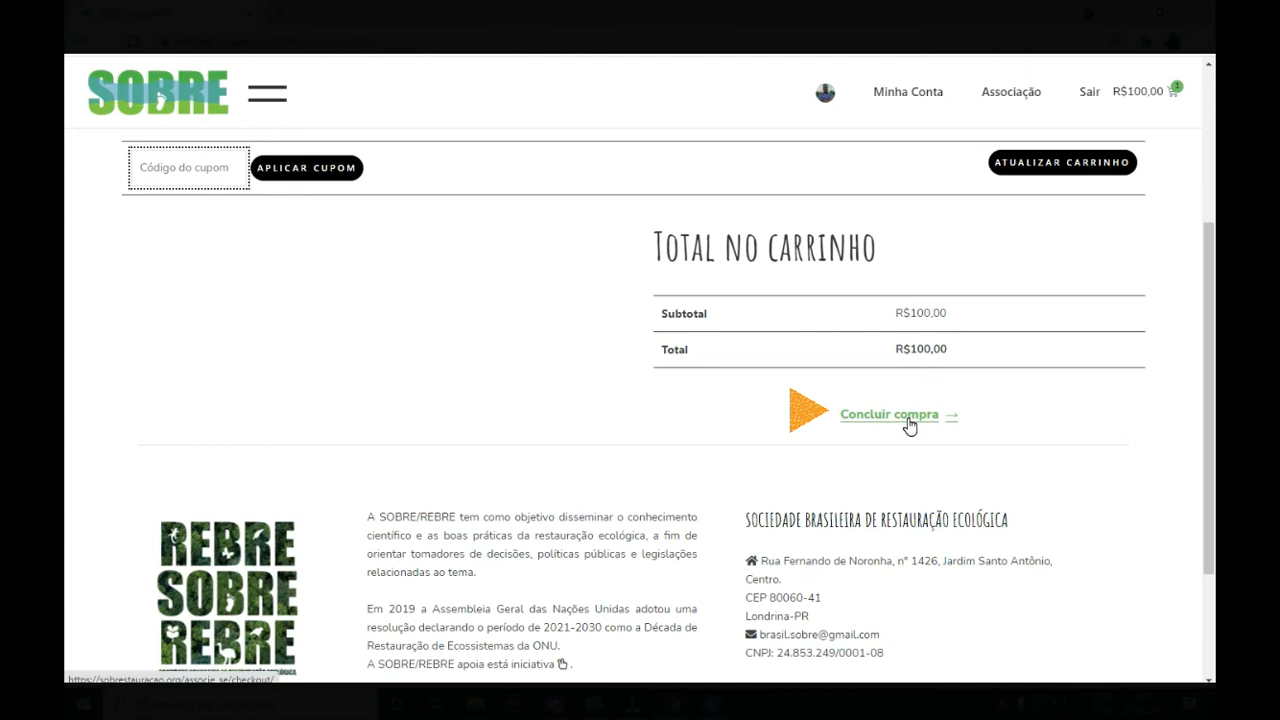 SOBRE
Minha Conta Associação Sair R$100,00 1
Código do cupom APLICAR CUPOM ATUALIZAR CARRINHO
TOTAL NO CARRINHO
Subtotal R$100,00
Total R$100,00
Concluir compra →
REBRE
SOBRE
REBRE
A SOBRE/REBRE tem como objetivo disseminar o conhecimento
científico e as boas práticas da restauração ecológica, a fim de
orientar tomadores de decisões, políticas públicas e legislações
relacionadas ao tema.
Em 2019 a Assembleia Geral das Nações Unidas adotou uma
resolução declarando o período de 2021-2030 como a Década de
Restauração de Ecossistemas da ONU.
A SOBRE/REBRE apoia está iniciativa .
SOCIEDADE BRASILEIRA DE RESTAURAÇÃO ECOLÓGICA
Rua Fernando de Noronha, n° 1426, Jardim Santo Antônio,
Centro.
CEP 80060-41
Londrina-PR
brasil.sobre@gmail.com
CNPJ: 24.853.249/0001-08
https://sobrestauracao.org/associe_se/checkout/